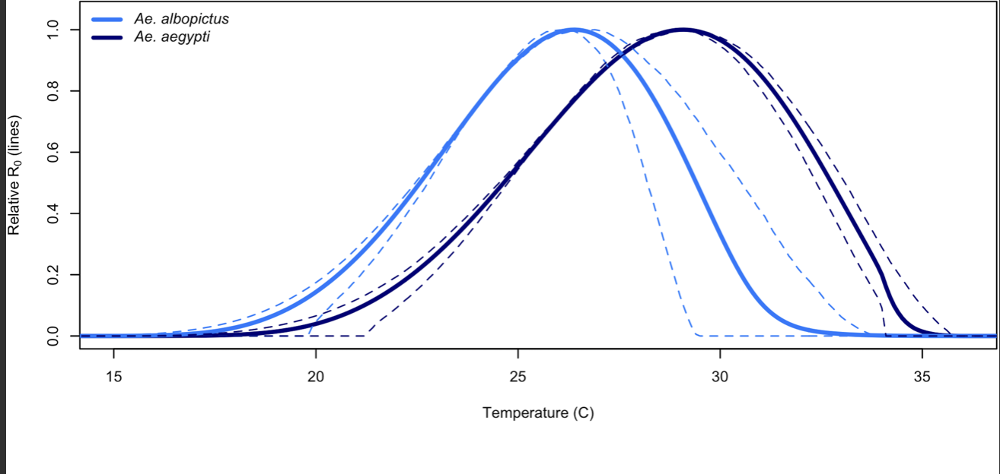 Ae. albopictus
Ae. aegypti
Relative R₀ (lines)
1.0
0.8
0.6
0.4
0.2
0.0
15 20 25 30 35
Temperature (C)